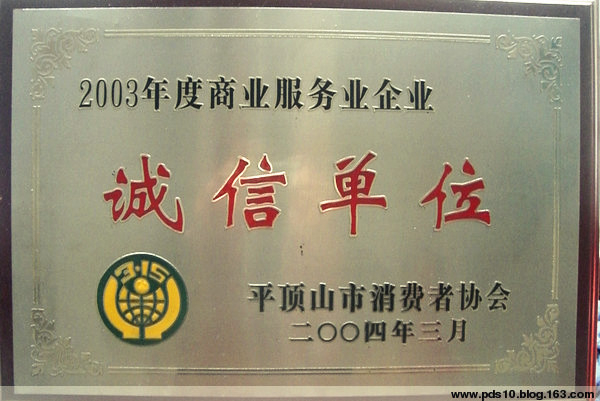 2003年度商业服务业企业
诚信单位
平顶山市消费者协会
二〇〇四年三月
www.pds10.blog.163.com